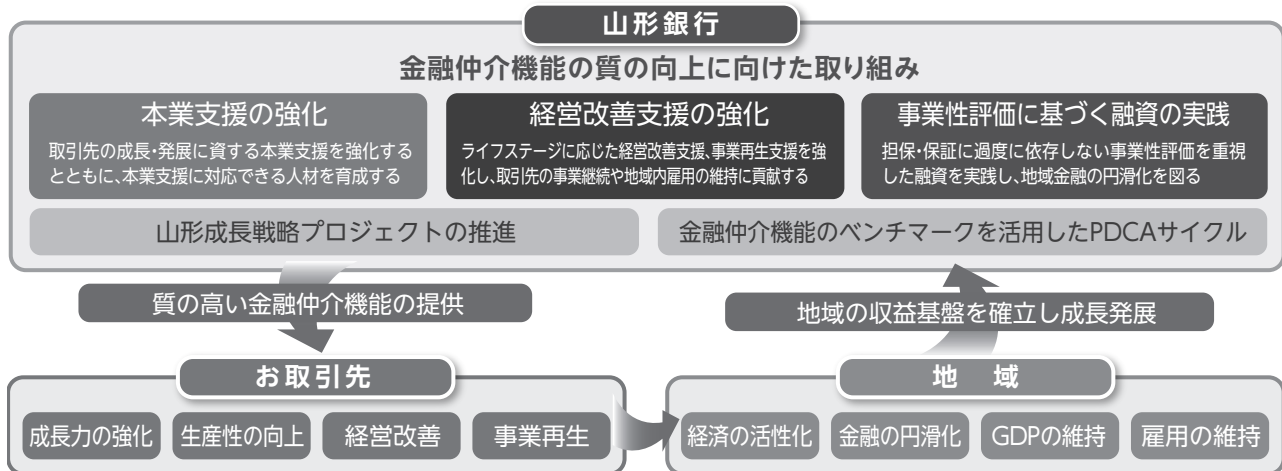 山形銀行
金融仲介機能の質の向上に向けた取り組み
本業支援の強化
取引先の成長・発展に資する本業支援を強化する
とともに、本業支援に対応できる人材を育成する
経営改善支援の強化
ライフステージに応じた経営改善支援、事業再生支援を強
化し、取引先の事業継続や地域内雇用の維持に貢献する
事業性評価に基づく融資の実践
担保・保証に過度に依存しない事業性評価を重視
した融資を実践し、地域金融の円滑化を図る
山形成長戦略プロジェクトの推進
金融仲介機能のベンチマークを活用したPDCAサイクル
質の高い金融仲介機能の提供
地域の収益基盤を確立し成長発展
お取引先
成長力の強化
生産性の向上
経営改善
事業再生
地 域
経済の活性化
金融の円滑化
GDPの維持
雇用の維持